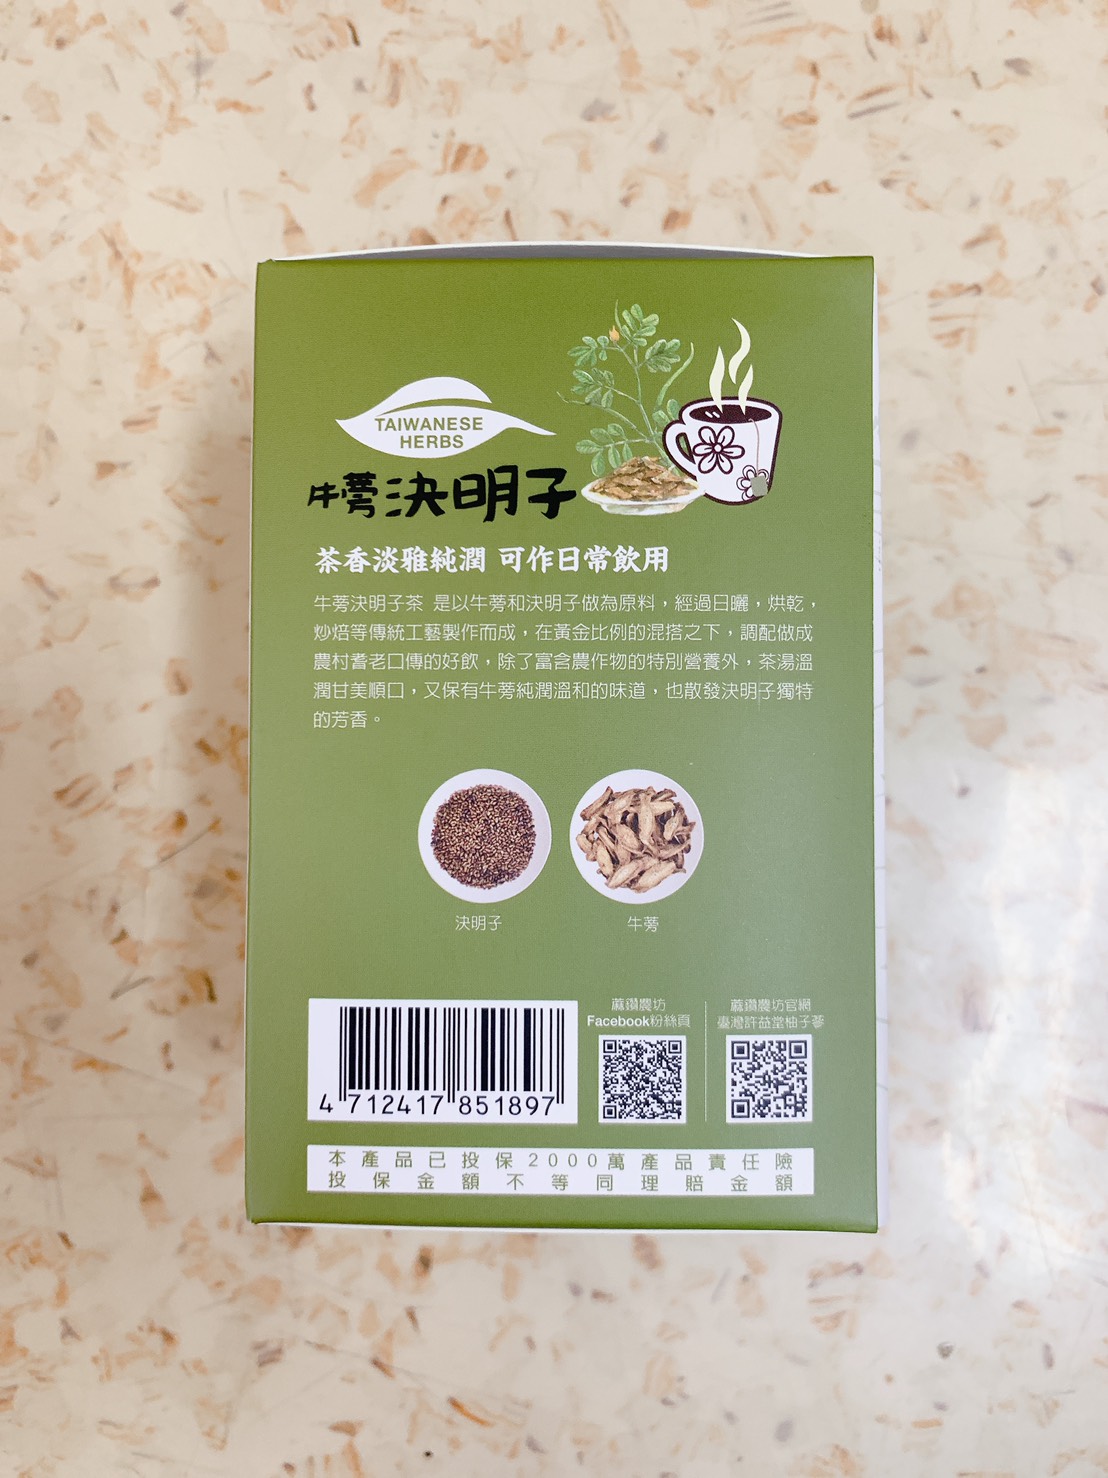 TAIWANESE
HERBS
牛蒡決明子
茶香淡雅純潤 可作日常飲用
牛蒡決明子茶 是以牛蒡和決明子做為原料，經過日曬，烘乾，
炒焙等傳統工藝製作而成，在黃金比例的混搭之下，調配做成
農村耆老口傳的好飲，除了富含農作物的特別營養外，茶湯溫
潤甘美順口，又保有牛蒡純潤溫和的味道，也散發決明子獨特
的芳香。
決明子
牛蒡
蔴鑽農坊
Facebook粉絲頁
蔴鑽農坊官網
臺灣許益堂柚子蔘
4 712417 851897
本產品已投保2000萬產品責任險
投保金額不等同理賠金額